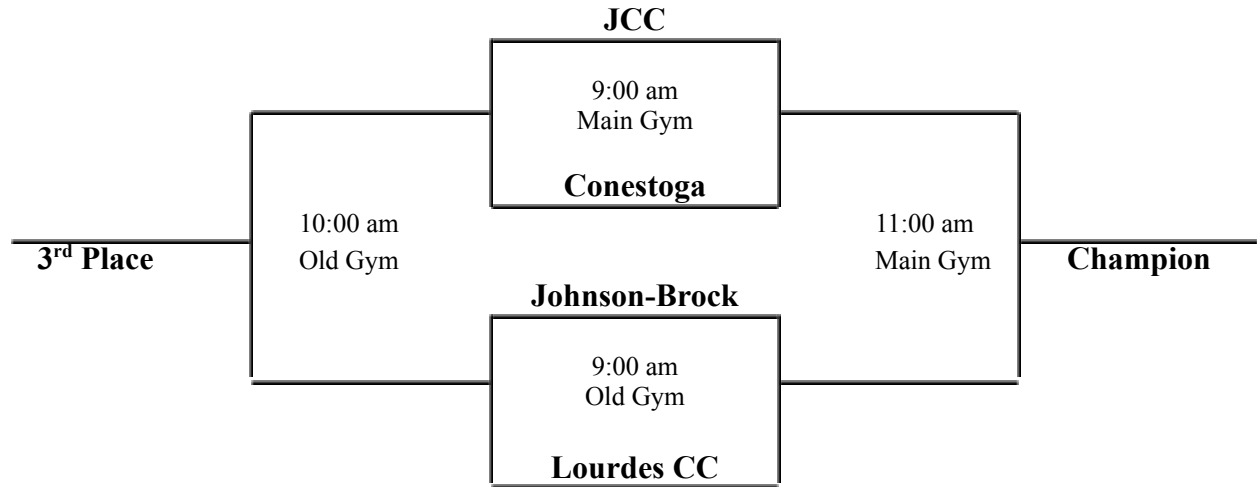 JCC
9:00 am
Main Gym
Conestoga
10:00 am
Old Gym
3rd Place
11:00 am
Main Gym
Champion
Johnson-Brock
9:00 am
Old Gym
Lourdes CC